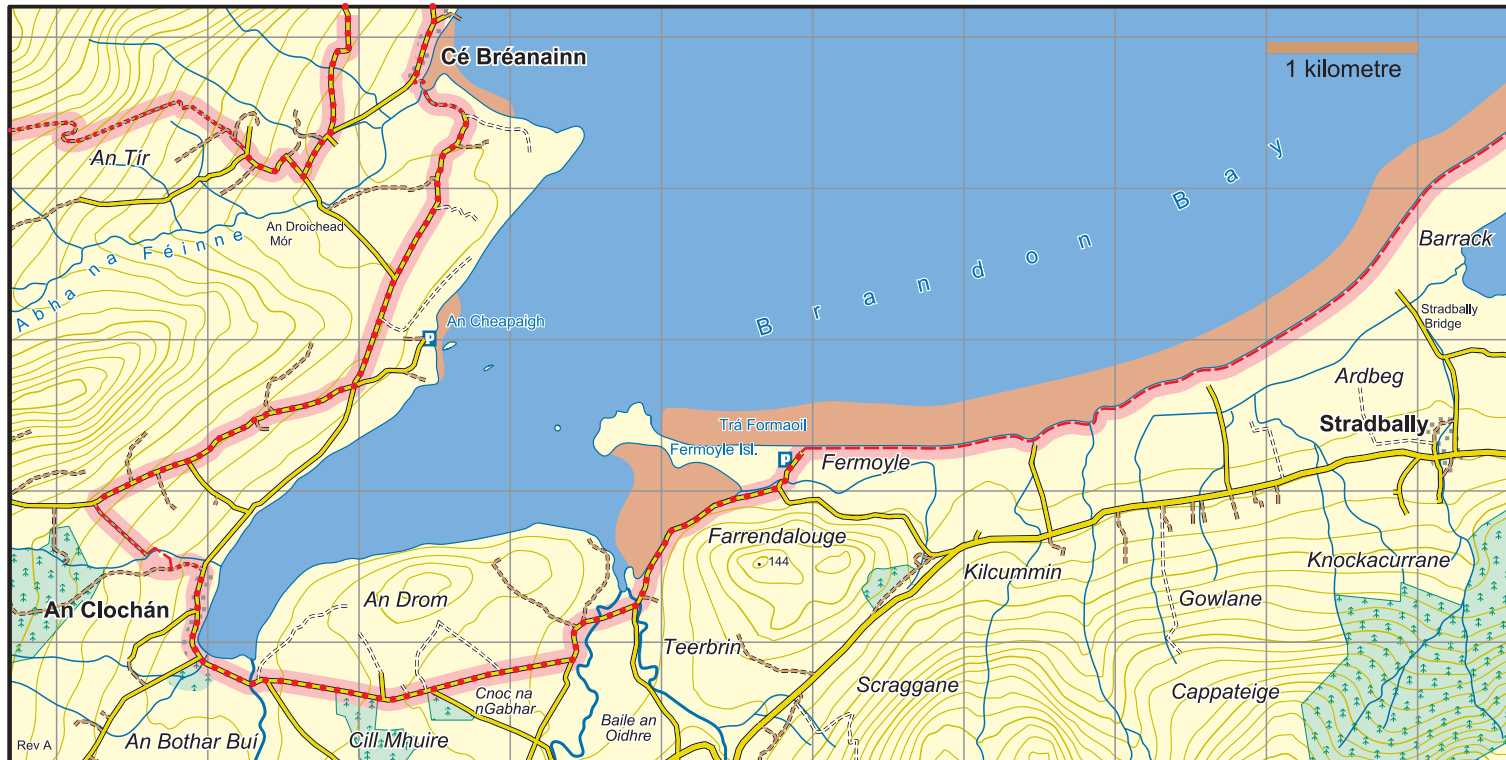 Cé Bréanainn
1 kilometre
An Tír
An Droichead
Mór
Abha na Féinne
Brandon Bay
Barrack
An Cheapaigh
P
Stradbally
Bridge
Ardbeg
Stradbally
Trá Formaoil
Fermoyle Isl.
P
Fermoyle
Farrendalouge
144
Kilcummin
Knockacurrane
An Clochán
An Drom
Gowlane
Teerbrin
Scraggane
Cappateige
Cnoc na
nGabhar
Baile an
Oidhre
Rev A
An Bothar Buí
Cill Mhuire